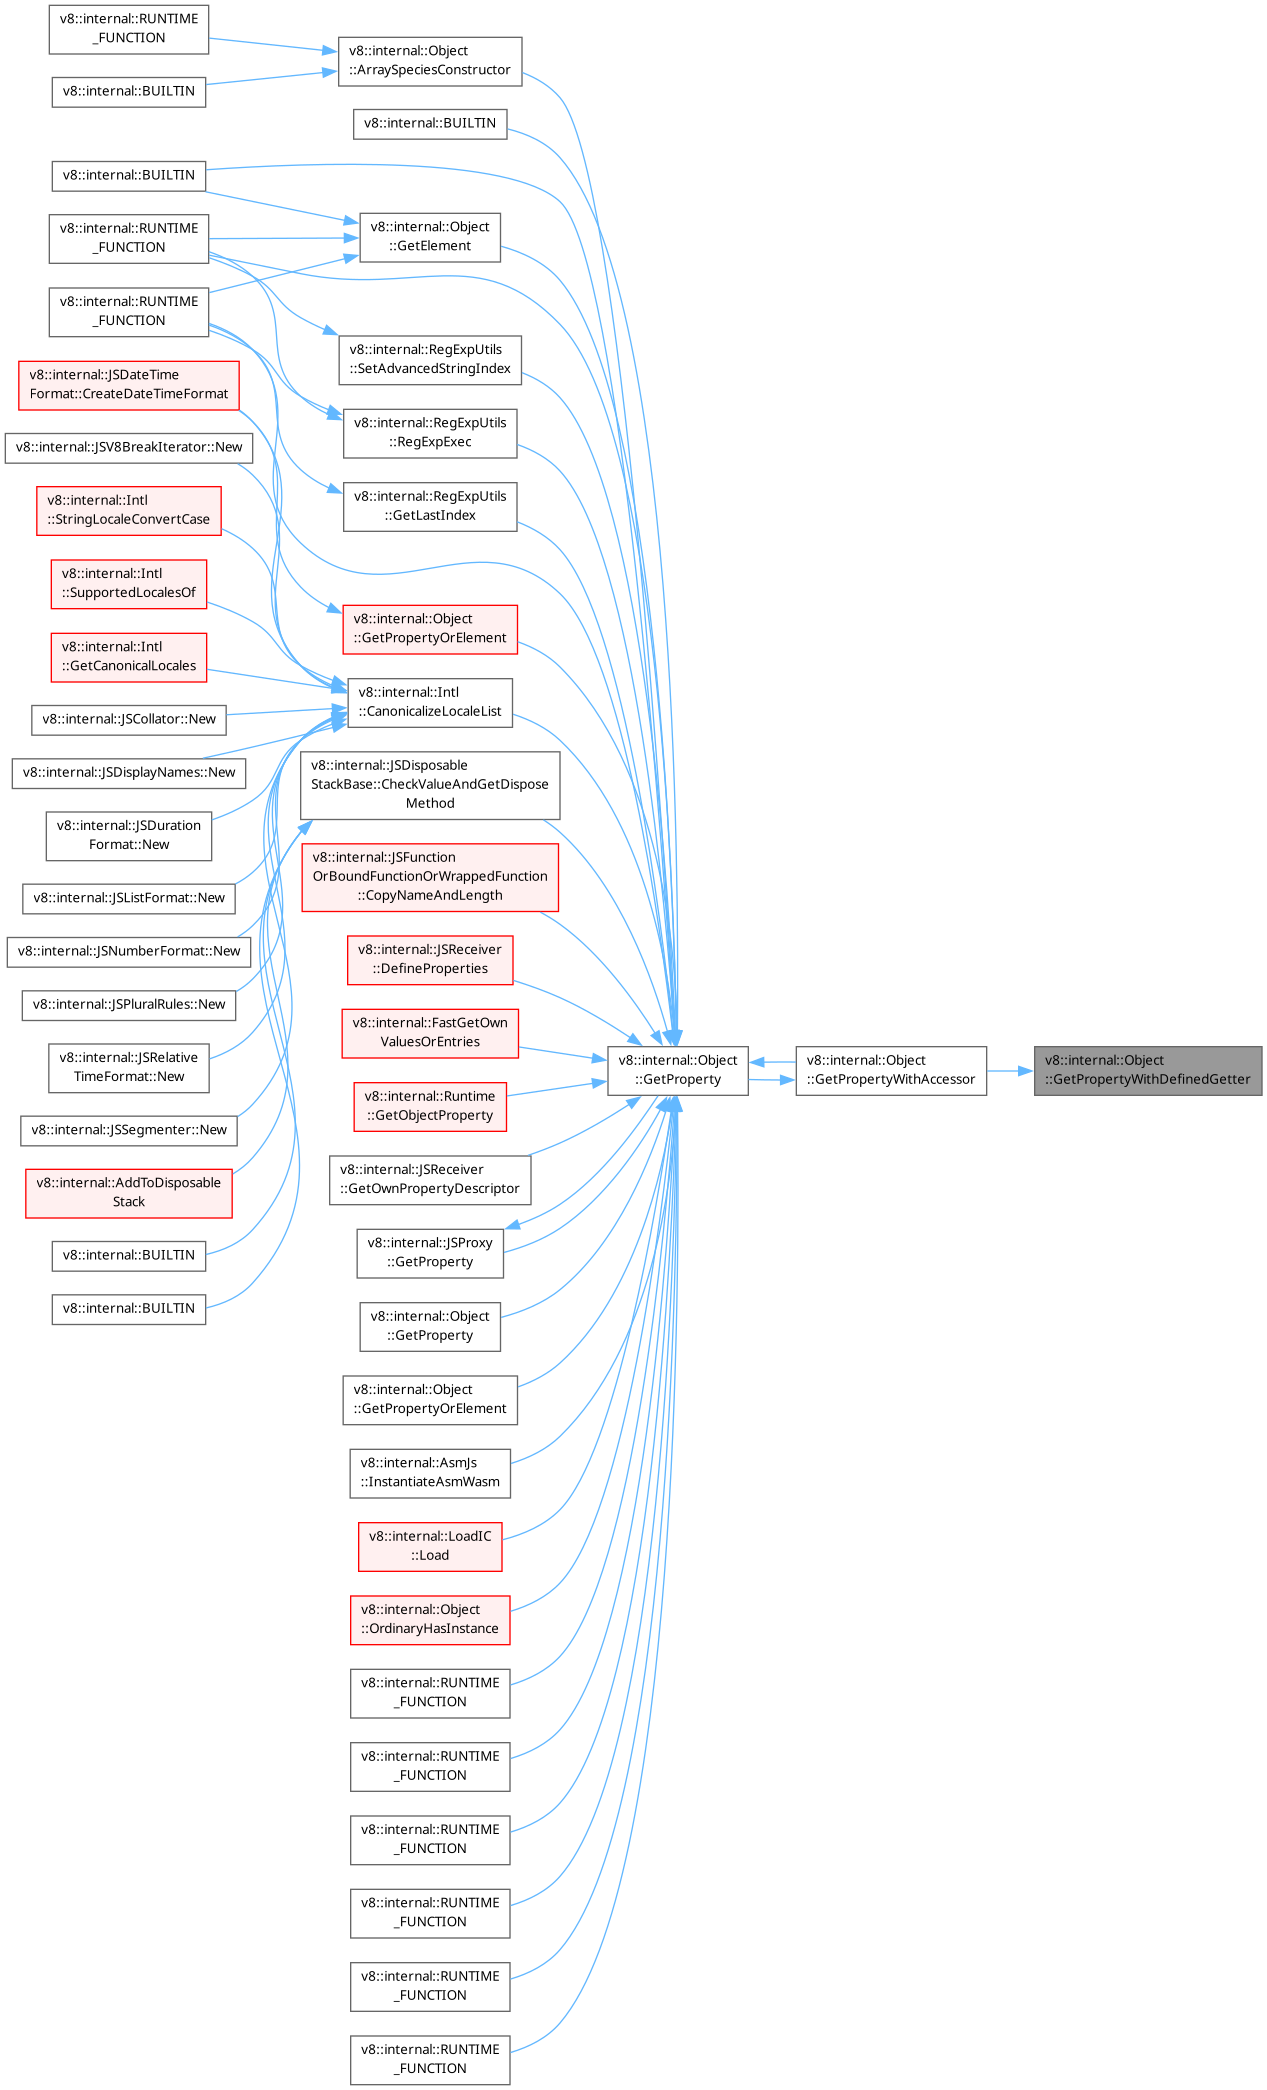 v8::internal::RUNTIME
_FUNCTION
v8::internal::BUILTIN
v8::internal::BUILTIN
v8::internal::RUNTIME
_FUNCTION
v8::internal::RUNTIME
_FUNCTION
v8::internal::JSDateTime
Format::CreateDateTimeFormat
v8::internal::JSV8BreakIterator::New
v8::internal::Intl
::StringLocaleConvertCase
v8::internal::Intl
::SupportedLocalesOf
v8::internal::Intl
::GetCanonicalLocales
v8::internal::JSCollator::New
v8::internal::JSDisplayNames::New
v8::internal::JSDuration
Format::New
v8::internal::JSListFormat::New
v8::internal::JSNumberFormat::New
v8::internal::JSPluralRules::New
v8::internal::JSRelative
TimeFormat::New
v8::internal::JSSegmenter::New
v8::internal::AddToDisposable
Stack
v8::internal::BUILTIN
v8::internal::BUILTIN
v8::internal::Object
::ArraySpeciesConstructor
v8::internal::BUILTIN
v8::internal::Object
::GetElement
v8::internal::RegExpUtils
::SetAdvancedStringIndex
v8::internal::RegExpUtils
::RegExpExec
v8::internal::RegExpUtils
::GetLastIndex
v8::internal::Object
::GetPropertyOrElement
v8::internal::Intl
::CanonicalizeLocaleList
v8::internal::JSDisposable
StackBase::CheckValueAndGetDispose
Method
v8::internal::JSFunction
OrBoundFunctionOrWrappedFunction
::CopyNameAndLength
v8::internal::JSReceiver
::DefineProperties
v8::internal::FastGetOwn
ValuesOrEntries
v8::internal::Runtime
::GetObjectProperty
v8::internal::JSReceiver
::GetOwnPropertyDescriptor
v8::internal::JSProxy
::GetProperty
v8::internal::Object
::GetProperty
v8::internal::Object
::GetPropertyOrElement
v8::internal::AsmJs
::InstantiateAsmWasm
v8::internal::LoadIC
::Load
v8::internal::Object
::OrdinaryHasInstance
v8::internal::RUNTIME
_FUNCTION
v8::internal::RUNTIME
_FUNCTION
v8::internal::RUNTIME
_FUNCTION
v8::internal::RUNTIME
_FUNCTION
v8::internal::RUNTIME
_FUNCTION
v8::internal::RUNTIME
_FUNCTION
v8::internal::Object
::GetProperty
v8::internal::Object
::GetPropertyWithAccessor
v8::internal::Object
::GetPropertyWithDefinedGetter